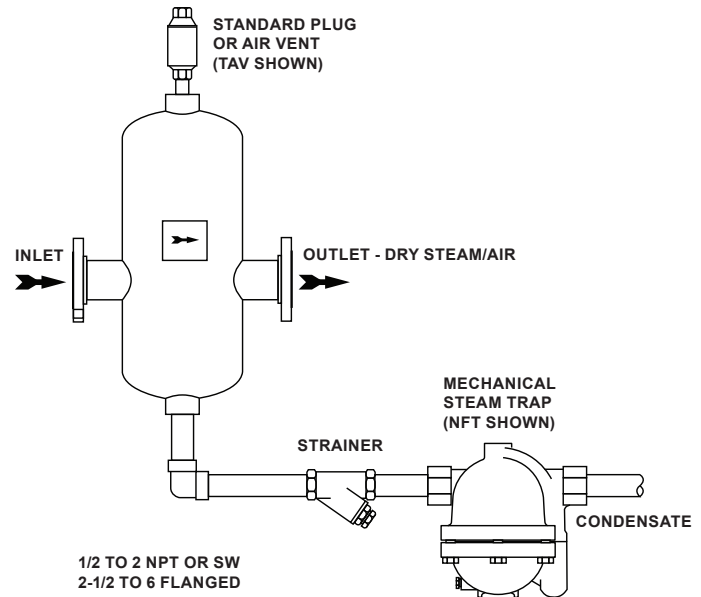 STANDARD PLUG
OR AIR VENT
(TAV SHOWN)
INLET
OUTLET - DRY STEAM/AIR
MECHANICAL
STEAM TRAP
(NFT SHOWN)
STRAINER
CONDENSATE
1/2 TO 2 NPT OR SW
2-1/2 TO 6 FLANGED